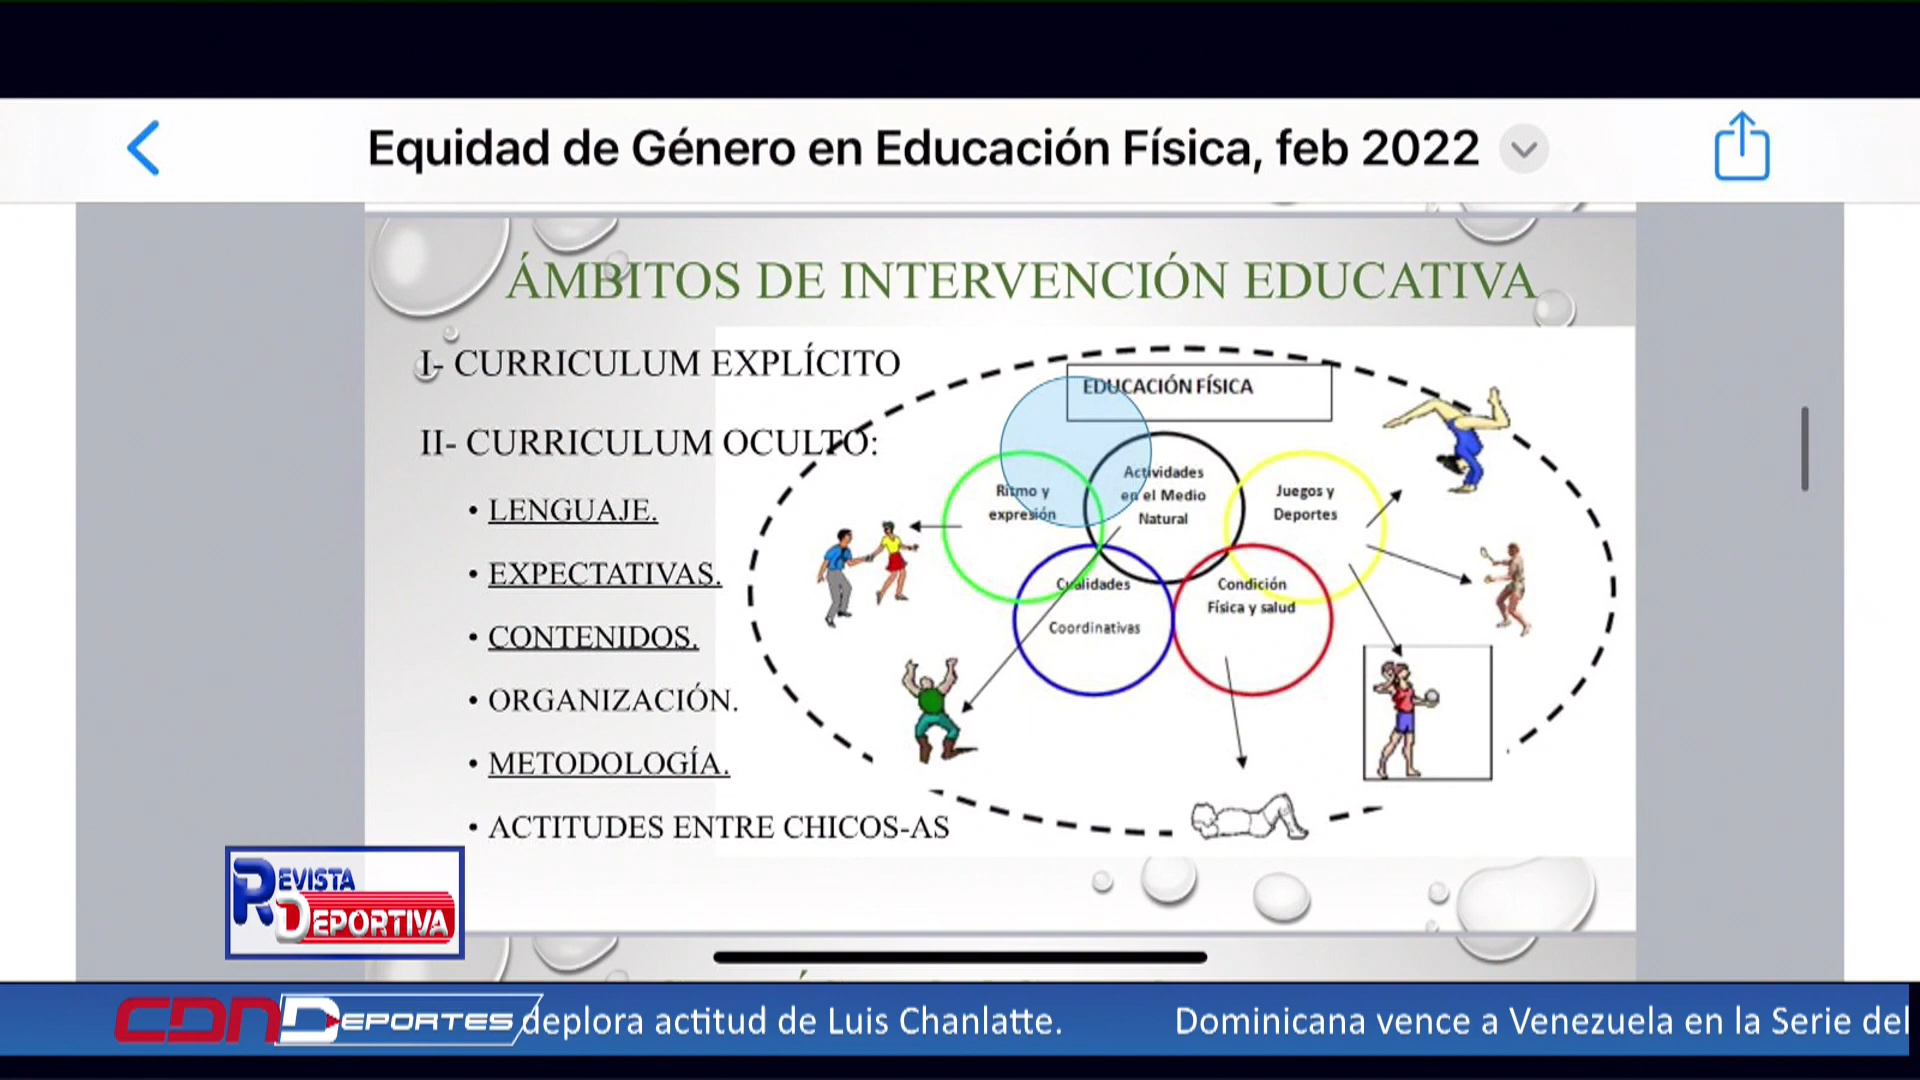 Equidad de Género en Educación Física, feb 2022
ÁMBITOS DE INTERVENCIÓN EDUCATIVA
I- CURRICULUM EXPLÍCITO
II- CURRICULUM OCULTO:
• LENGUAJE.
• EXPECTATIVAS.
• CONTENIDOS.
• ORGANIZACIÓN.
• METODOLOGÍA.
• ACTITUDES ENTRE CHICOS-AS
EDUCACIÓN FÍSICA
Ritmo y
expresión
Actividades
en el Medio
Natural
Juegos y
Deportes
Cualidades
Coordinativas
Condición
Física y salud
REVISTA
DEPORTIVA
CDN DEPORTES
deplora actitud de Luis Chanlatte.
Dominicana vence a Venezuela en la Serie del